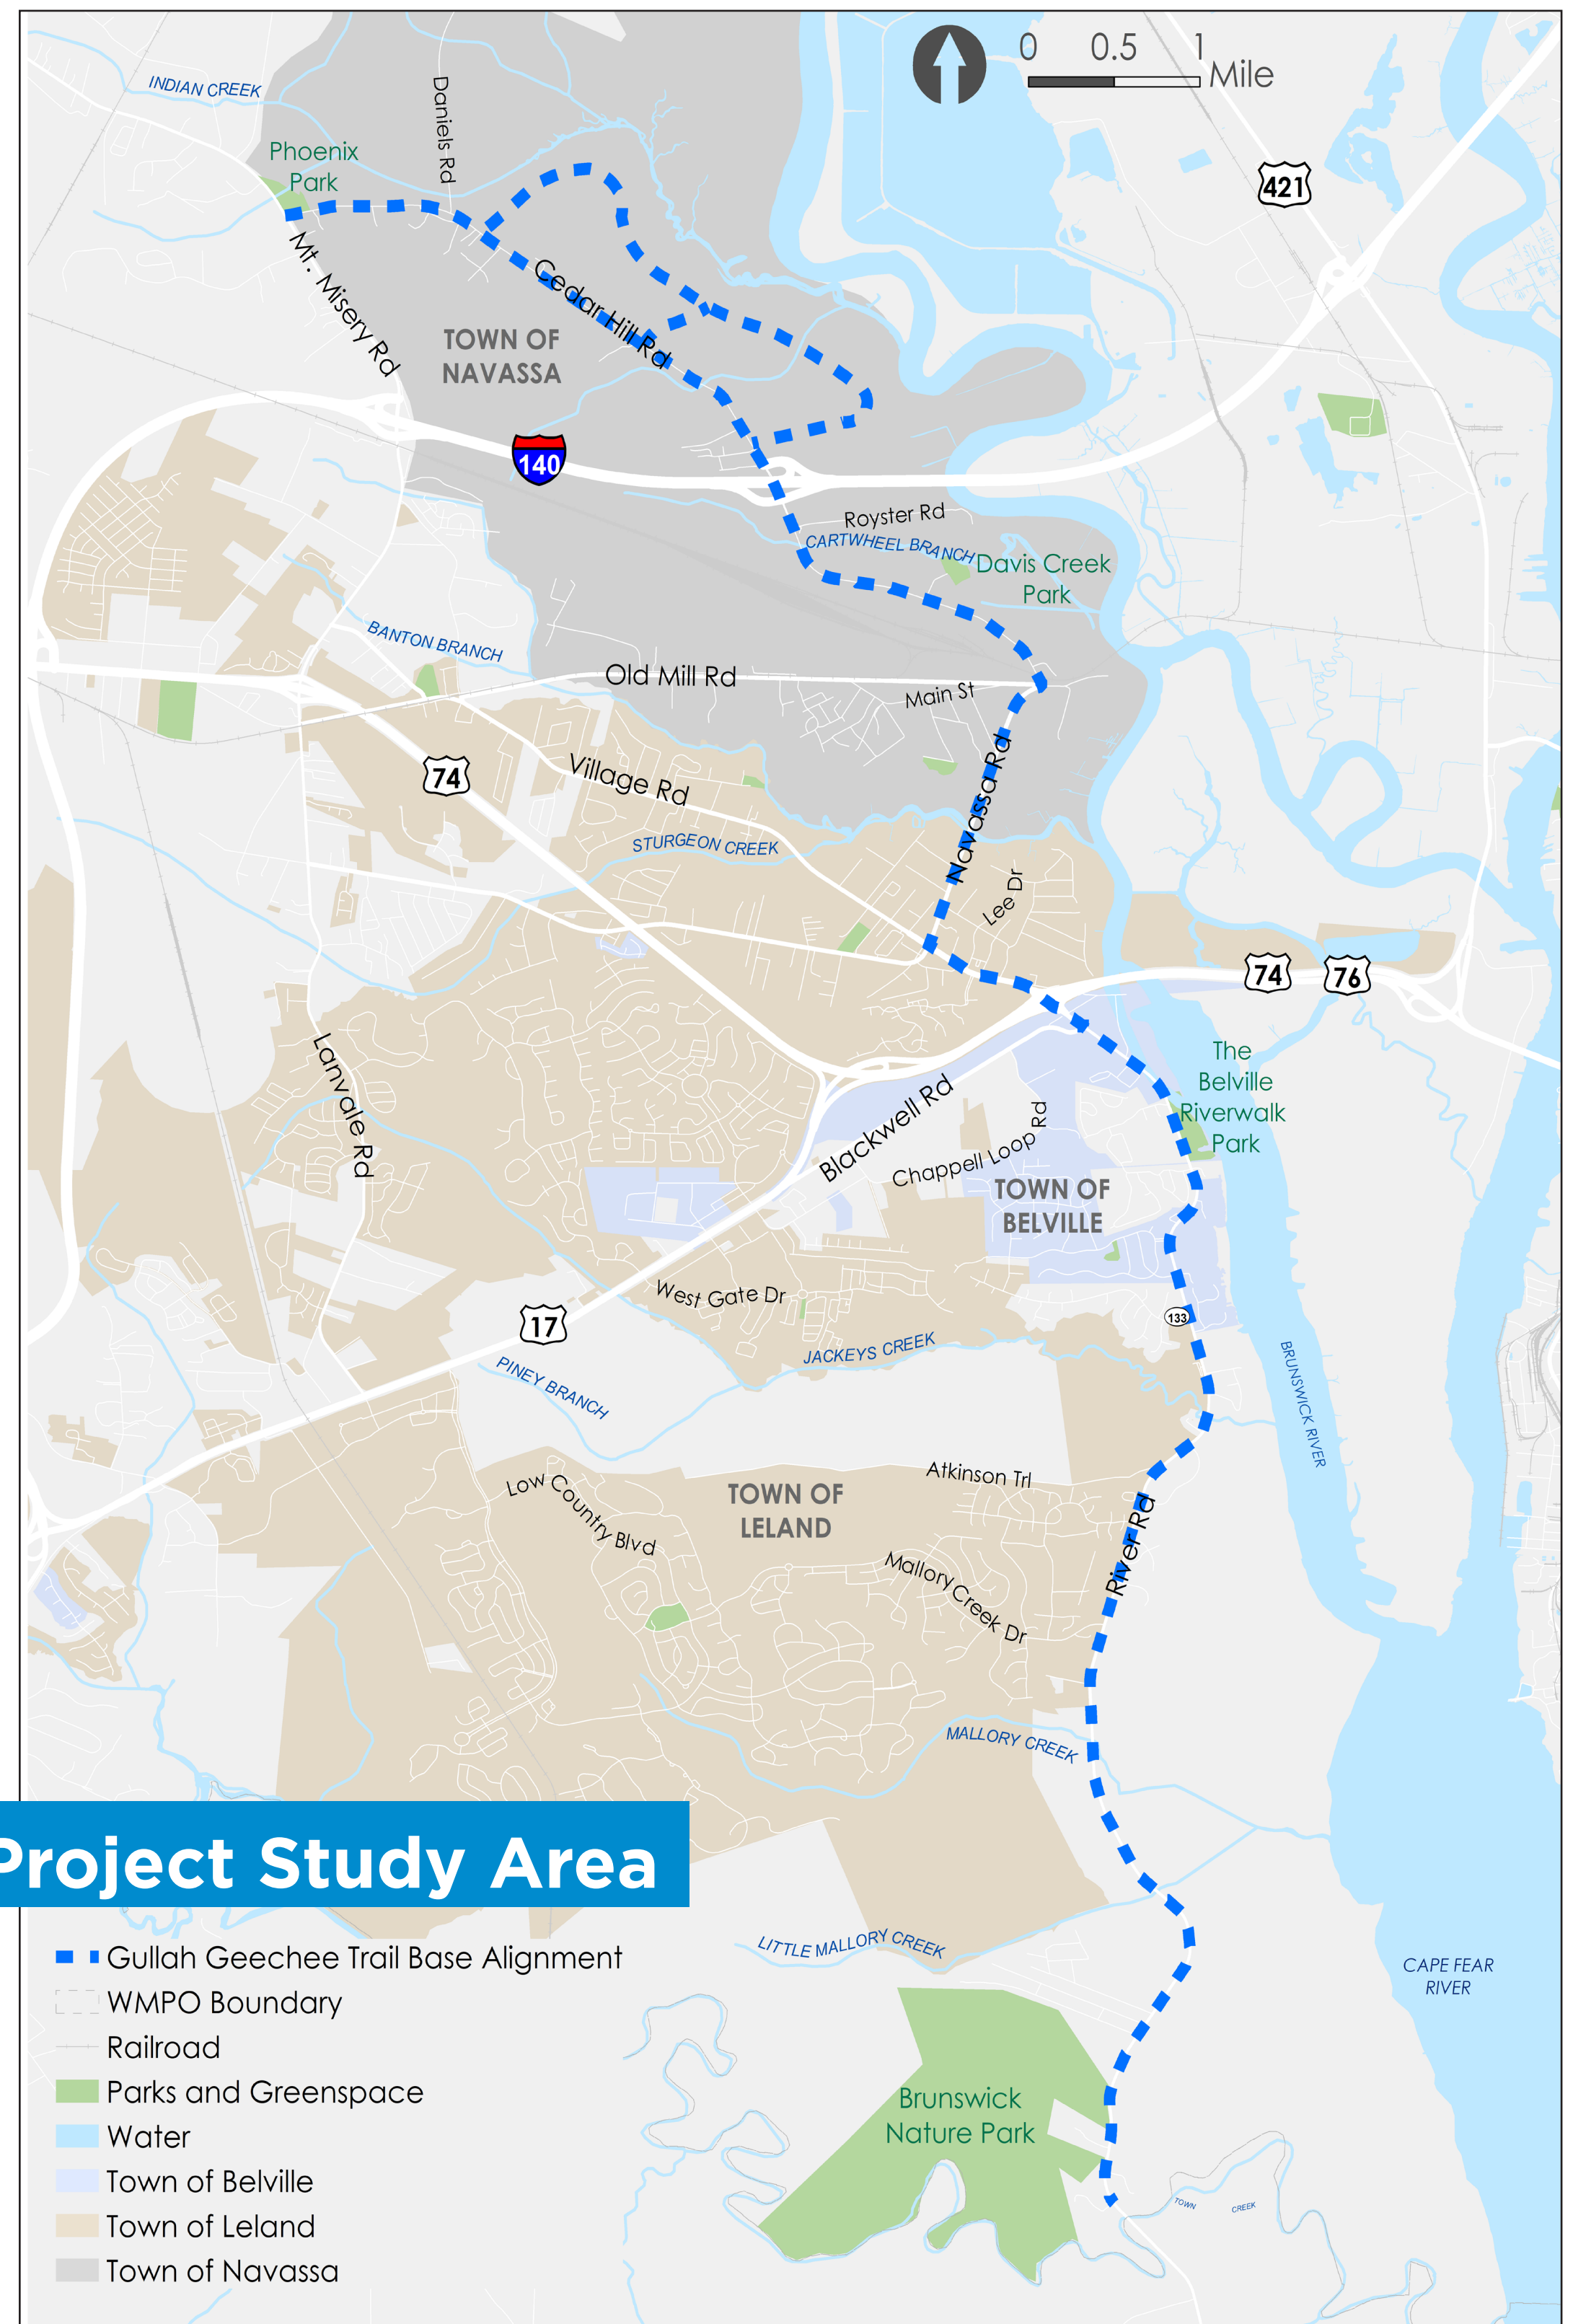 0 0.5 1
Mile
INDIAN CREEK
Daniels Rd
421
Phoenix
Park
Mt. Misery Rd
Cedar Hill Rd
TOWN OF
NAVASSA
140
Royster Rd
CARTWHEEL BRANCH
Davis Creek
Park
BANTON BRANCH
Old Mill Rd
Main St
74
Village Rd
Navassa Rd
STURGEON CREEK
Lee Dr
74
76
The
Belville
Riverwalk
Park
Lanvale Rd
Blackwell Rd
Chappell Loop Rd
TOWN OF
BELVILLE
West Gate Dr
17
133
JACKEYS CREEK
PINEY BRANCH
BRUNSWICK RIVER
Low Country Blvd
TOWN OF
LELAND
Atkinson Trl
River Rd
Mallory Creek Dr
MALLORY CREEK
Project Study Area
LITTLE MALLORY CREEK
CAPE FEAR
RIVER
Gullah Geechee Trail Base Alignment
WMPO Boundary
Railroad
Parks and Greenspace
Water
Town of Belville
Town of Leland
Town of Navassa
Brunswick
Nature Park
TOWN CREEK